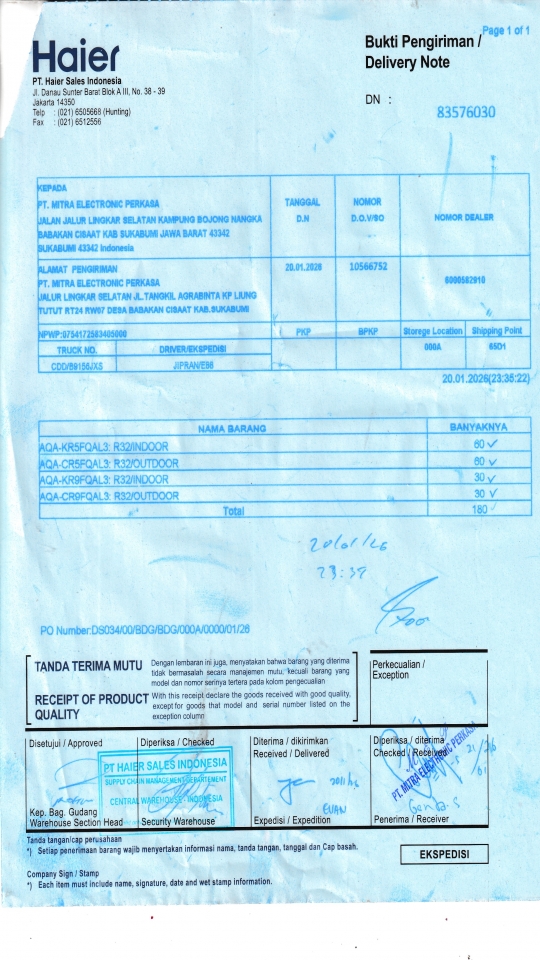 Page 1 of 1
Haier
Bukti Pengiriman /
Delivery Note
PT. Haier Sales Indonesia
Jl. Danau Sunter Barat Blok A III, No. 38 - 39
Jakarta 14350
Telp : (021) 6505668 (Hunting)
Fax : (021) 6512556
DN :
83576030
KEPADA
PT. MITRA ELECTRONIC PERKASA
JALAN JALUR LINGKAR SELATAN KAMPUNG BOJONG NANGKA
BABAKAN CISAAT KAB SUKABUMI JAWA BARAT 43342
SUKABUMI 43342 Indonesia
TANGGAL
D.N
NOMOR
D.O.V/SO
NOMOR DEALER
ALAMAT PENGIRIMAN
PT. MITRA ELECTRONIC PERKASA
JALUR LINGKAR SELATAN JL.TANGKIL AGRABINTA KP LIUNG
TUTUT RT24 RW07 DESA BABAKAN CISAAT KAB.SUKABUMI
20.01.2026
10566752
NPWP:0754172583405000
PKP
BPKP
Storege Location
Shipping Point
000A
65D1
TRUCK NO.
DRIVER/EKSPEDISI
20.01.2026(23:35:22)
NAMA BARANG
BANYAKNYA
AQA-KR5FQAL3: R32/INDOOR
60 ✓
AQA-CR5FQAL3: R32/OUTDOOR
60 ✓
AQA-KR9FQAL3: R32/INDOOR
30 ✓
AQA-CR9FQAL3: R32/OUTDOOR
30 ✓
Total
180 ✓
20/01/26
23:39
PO Number:DS034/00/BDG/BDG/000A/0000/01/26
TANDA TERIMA MUTU
Dengan lembaran ini juga, menyatakan bahwa barang yang diterima
tidak bermasalah secara manajemen mutu, kecuali barang yang
model dan nomor serinya tertera pada kolom pengecualian
RECEIPT OF PRODUCT
QUALITY
With this receipt declare the goods received with good quality,
except for goods that model and serial number listed on the
exception column
Perkecualian /
Exception
Disetujui / Approved
Diperiksa / Checked
Diterima / dikirimkan
Received / Delivered
Diperiksa / diterima
Checked / Received
PT HAIER SALES INDONESIA
SUPPLY CHAIN MANAGEMENT DEPARTEMENT
CENTRAL WAREHOUSE - INDONESIA
PT. MITRA ELECTRONIC PERKASA
Kep. Bag. Gudang
Warehouse Section Head
Security Warehouse
EVAN
Expedisi / Expedition
Penerima / Receiver
Tanda tangan/cap perusahaan
*) Setiap penerimaan barang wajib menyertakan informasi nama, tanda tangan, tanggal dan Cap basah.
EKSPEDISI
Company Sign / Stamp
*) Each item must include name, signature, date and wet stamp information.